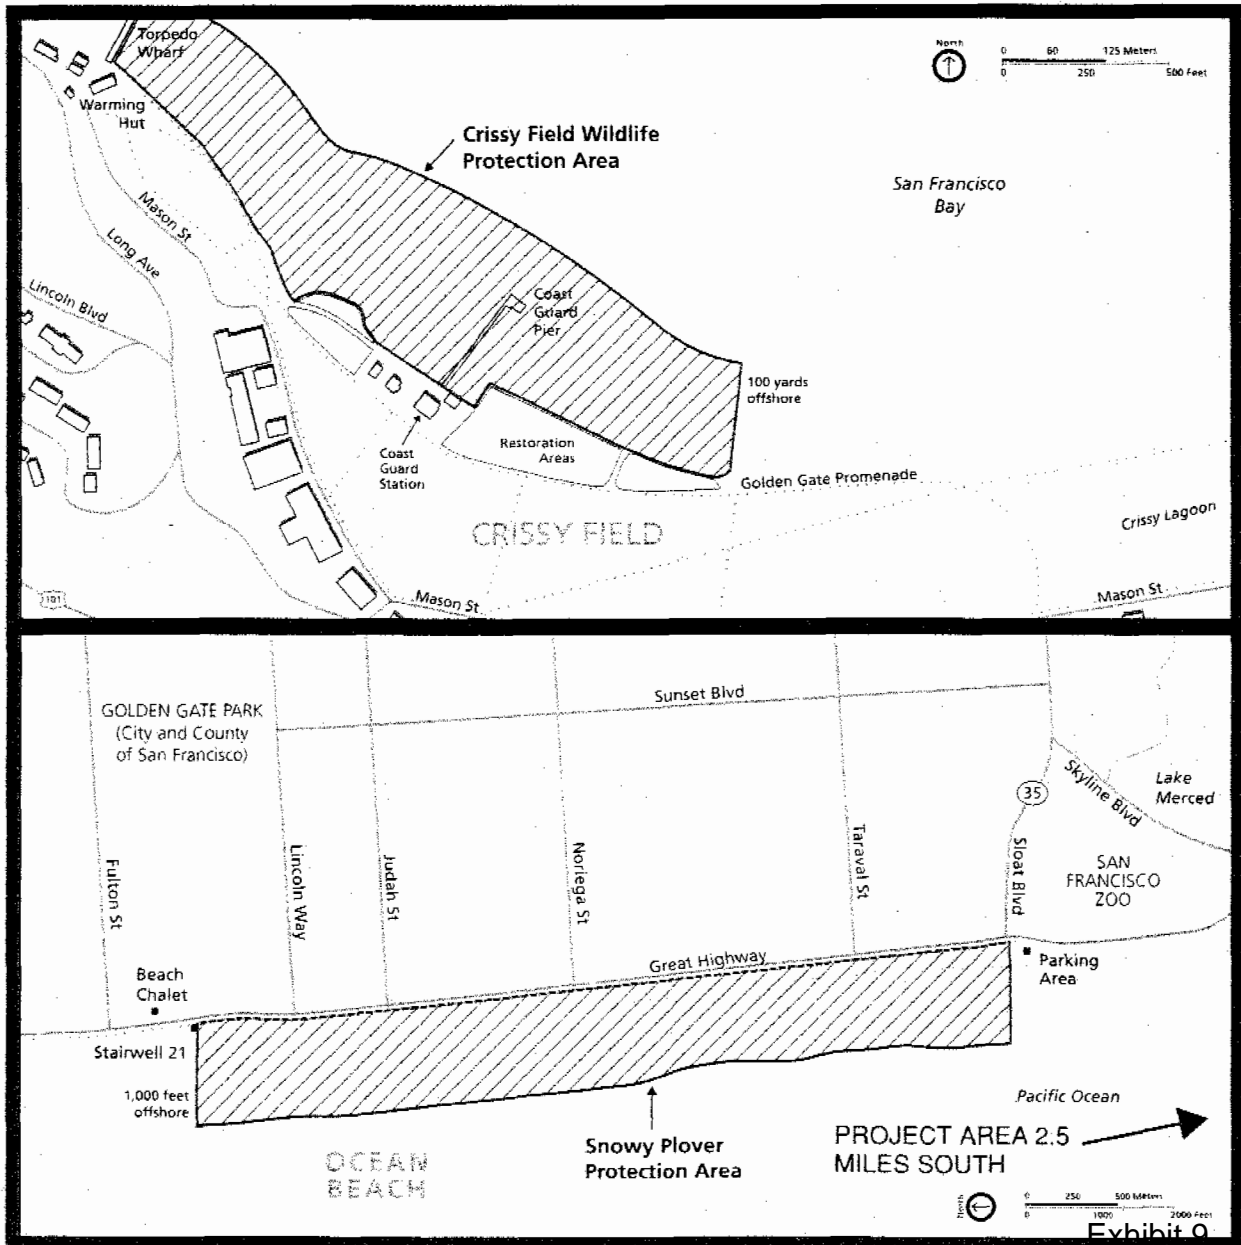 Torpedo
Wharf
Warming
Hut
Mason St
Long Ave
Lincoln Blvd
101
Crissy Field Wildlife
Protection Area
North
0 60 125 Meters
0 250 500 Feet
San Francisco
Bay
Coast
Guard
Pier
100 yards
offshore
Coast
Guard
Station
Restoration
Areas
Golden Gate Promenade
CRISSY FIELD
Crissy Lagoon
Mason St
Mason St
GOLDEN GATE PARK
(City and County
of San Francisco)
Sunset Blvd
Fulton St
Lincoln Way
Judah St
Noriega St
Taraval St
35
Sloat Blvd
Skyline Blvd
Lake
Merced
SAN
FRANCISCO
ZOO
Beach
Chalet
Great Highway
Parking
Area
Stairwell 21
1,000 feet
offshore
Pacific Ocean
Snowy Plover
Protection Area
OCEAN
BEACH
PROJECT AREA 2.5
MILES SOUTH
North
0 250 500 Meters
0 1000 2000 Feet
Exhibit 9